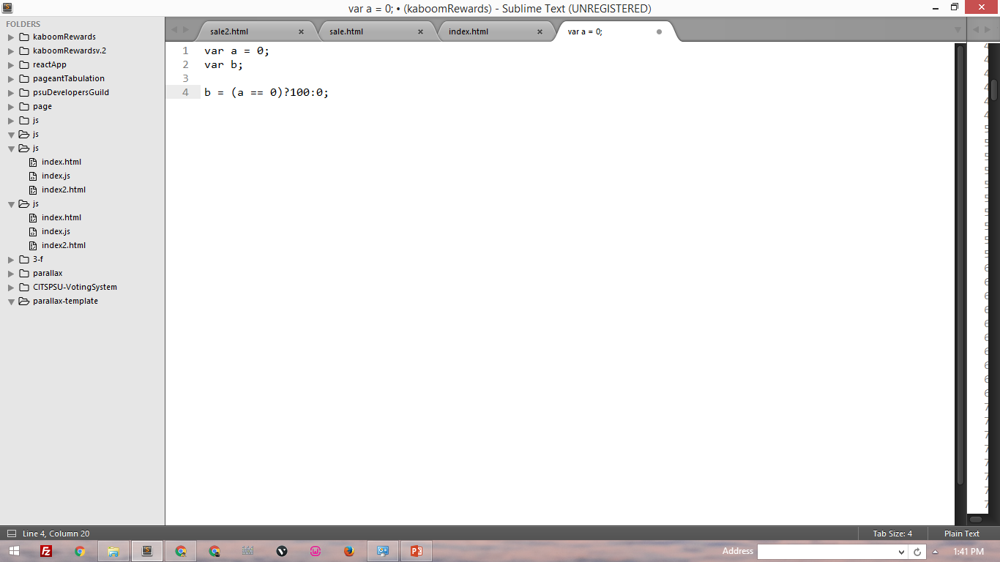 var a = 0; • (kaboomRewards) - Sublime Text (UNREGISTERED)
FOLDERS
kaboomRewards
kaboomRewardsv.2
reactApp
pageantTabulation
psuDevelopersGuild
page
js
js
js
index.html
index.js
index2.html
js
index.html
index.js
index2.html
3-f
parallax
CITSPSU-VotingSystem
parallax-template
sale2.html
sale.html
index.html
var a = 0;
1 var a = 0;
2 var b;
3
4 b = (a == 0)?100:0;
Line 4, Column 20
Tab Size: 4
Plain Text
Address
1:41 PM